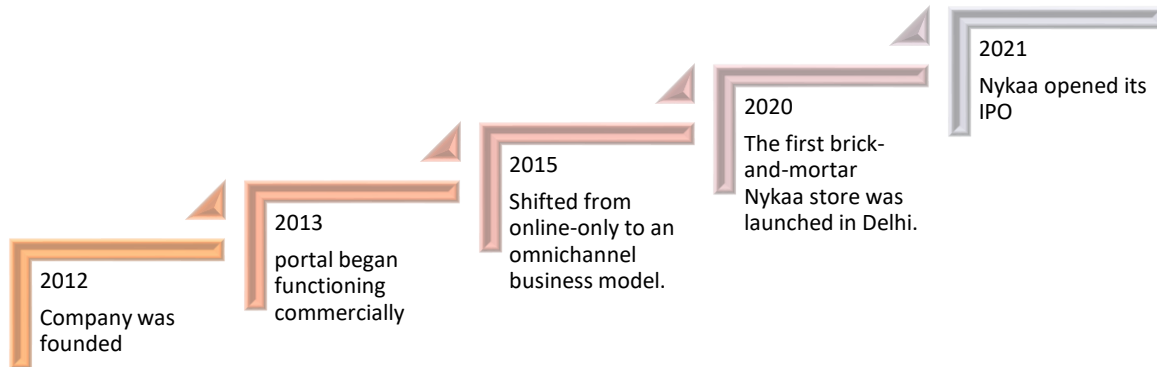 2012
Company was
founded
2013
portal began
functioning
commercially
2015
Shifted from
online-only to an
omnichannel
business model.
2020
The first brick-
and-mortar
Nykaa store was
launched in Delhi.
2021
Nykaa opened its
IPO